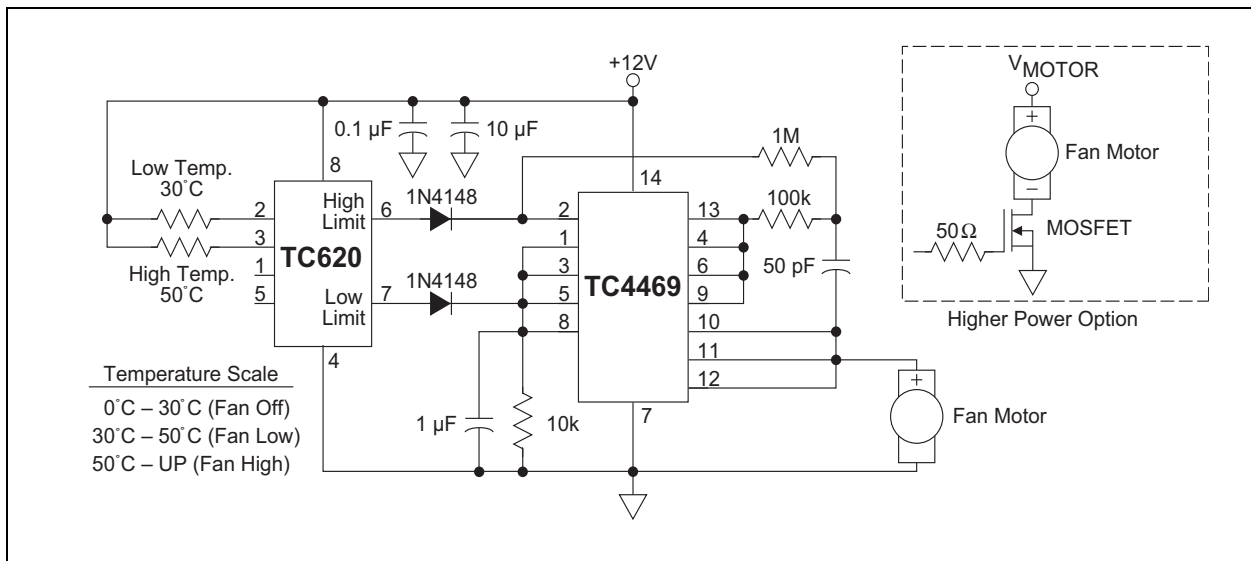 +12V
VMOTOR
0.1 µF
10 µF
1M
Fan Motor
Low Temp.
30°C
8
14
High
Limit
1N4148
6
2
2
13
100k
50Ω
MOSFET
3
TC620
1
4
High Temp.
50°C
1
3
TC4469
6
50 pF
5
Low
Limit
7
1N4148
5
9
8
10
Higher Power Option
4
11
12
Temperature Scale
0°C – 30°C (Fan Off)
30°C – 50°C (Fan Low)
50°C – UP (Fan High)
1 µF
10k
7
+
–
+
–
Fan Motor